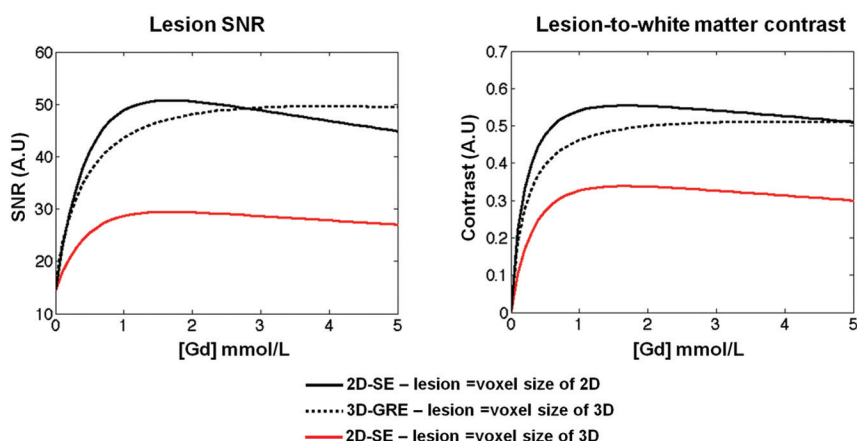 Lesion SNR
60
50
40
30
20
10
0
1
2
3
4
5
SNR (A.U)
[Gd] mmol/L
Lesion-to-white matter contrast
0.7
0.6
0.5
0.4
0.3
0.2
0.1
0
0
1
2
3
4
5
Contrast (A.U)
[Gd] mmol/L
2D-SE – lesion =voxel size of 2D
3D-GRE – lesion =voxel size of 3D
2D-SE – lesion =voxel size of 3D